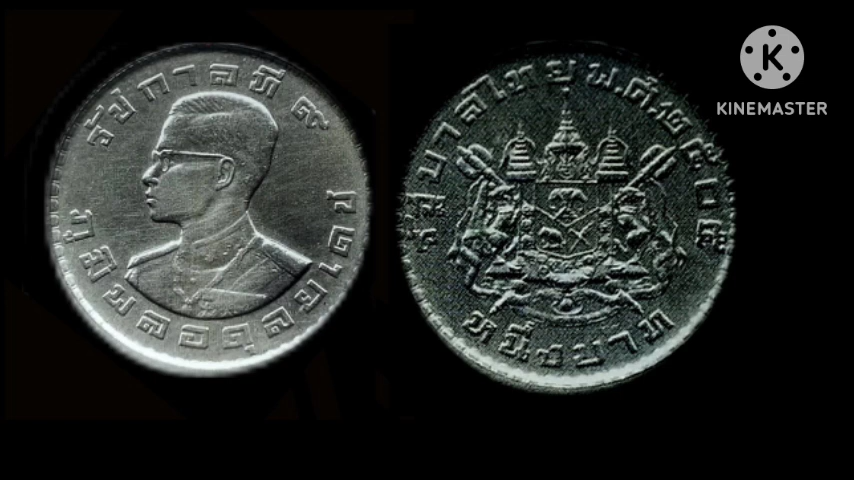 ภูมิพลอดุลยเดช
รัชกาลที่ ๙
รัฐบาลไทย พ.ศ.๒๕๐๕
หนึ่งบาท
K
KINEMASTER